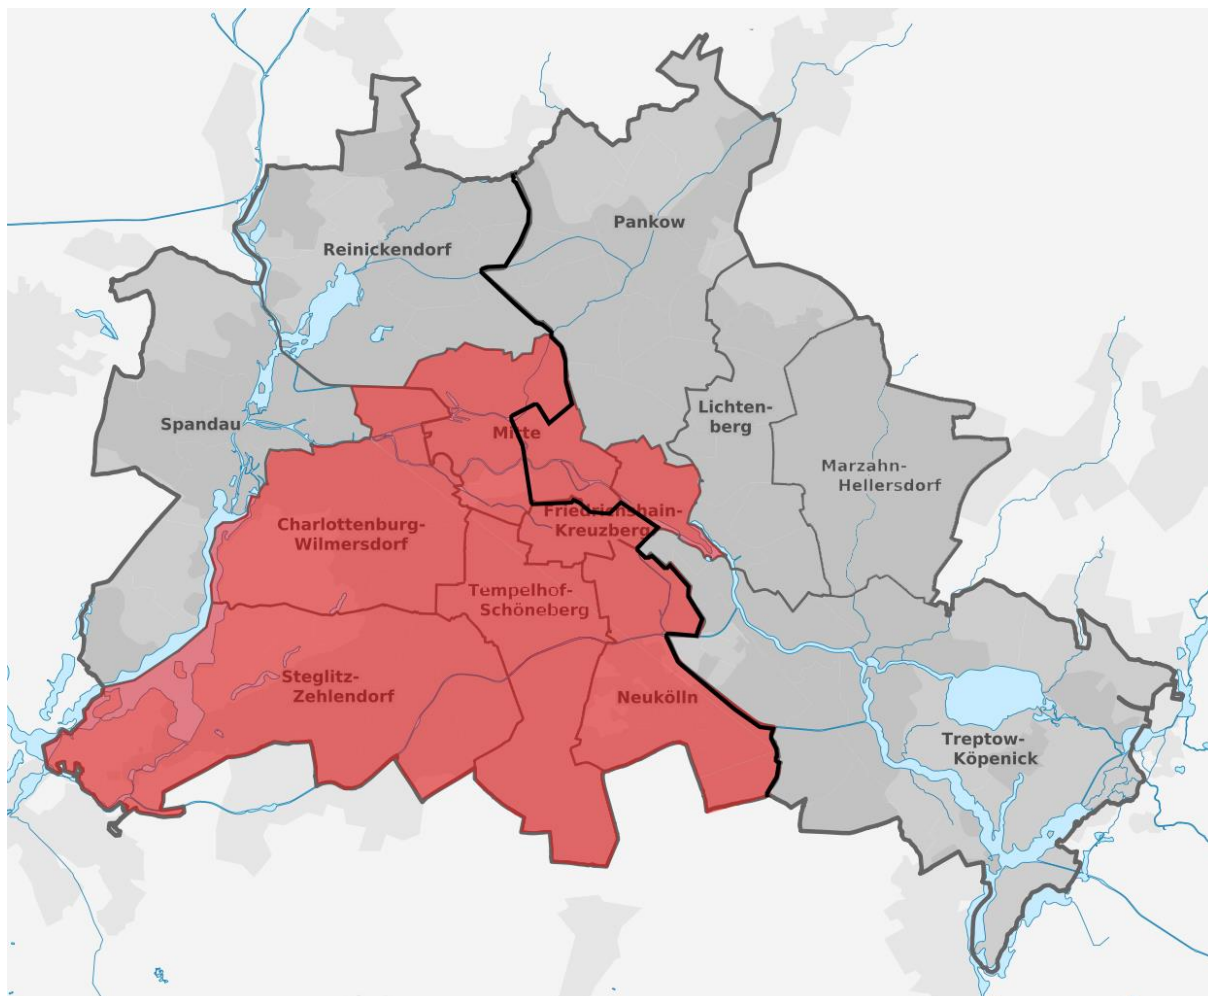 Pankow
Reinickendorf
Lichten-
berg
Spandau
Mitte
Marzahn-
Hellersdorf
Friedrichshain-
Kreuzberg
Charlottenburg-
Wilmersdorf
Tempelhof-
Schöneberg
Steglitz-
Zehlendorf
Neukölln
Treptow-
Köpenick